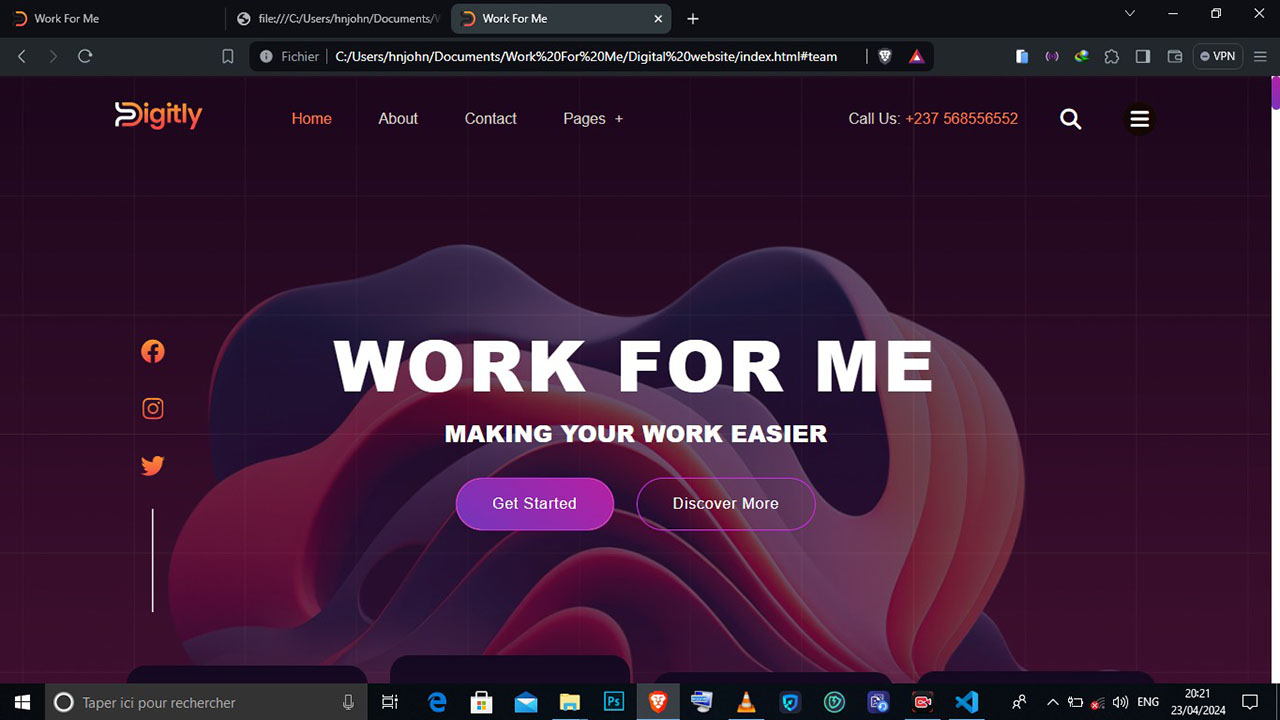 Work For Me
file:///C:/Users/hnjohn/Documents/W
Work For Me
Fichier
C:/Users/hnjohn/Documents/Work%20For%20Me/Digital%20website/index.html#team
VPN
Digitly
Home
About
Contact
Pages +
Call Us: +237 568556552
WORK FOR ME
MAKING YOUR WORK EASIER
Get Started
Discover More
Taper ici pour rechercher
Ps
ENG
20:21
23/04/2024